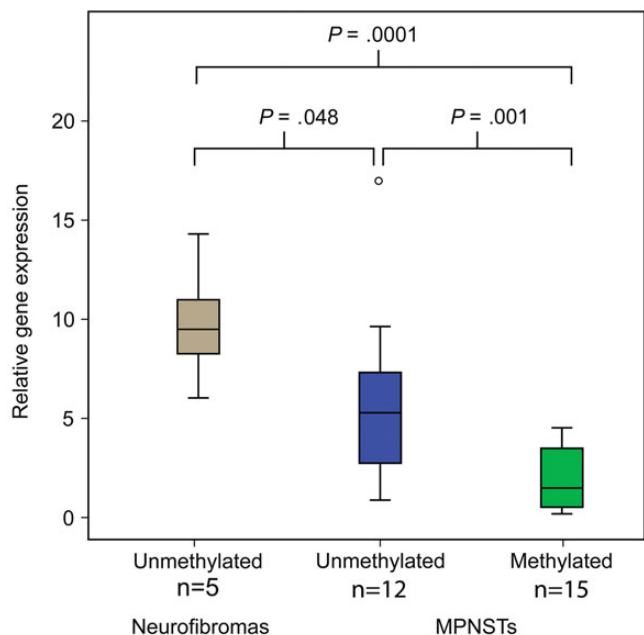 P = .0001
P = .048
P = .001
Relative gene expression
20
15
10
5
0
Unmethylated
n=5
Unmethylated
n=12
Methylated
n=15
Neurofibromas
MPNSTs